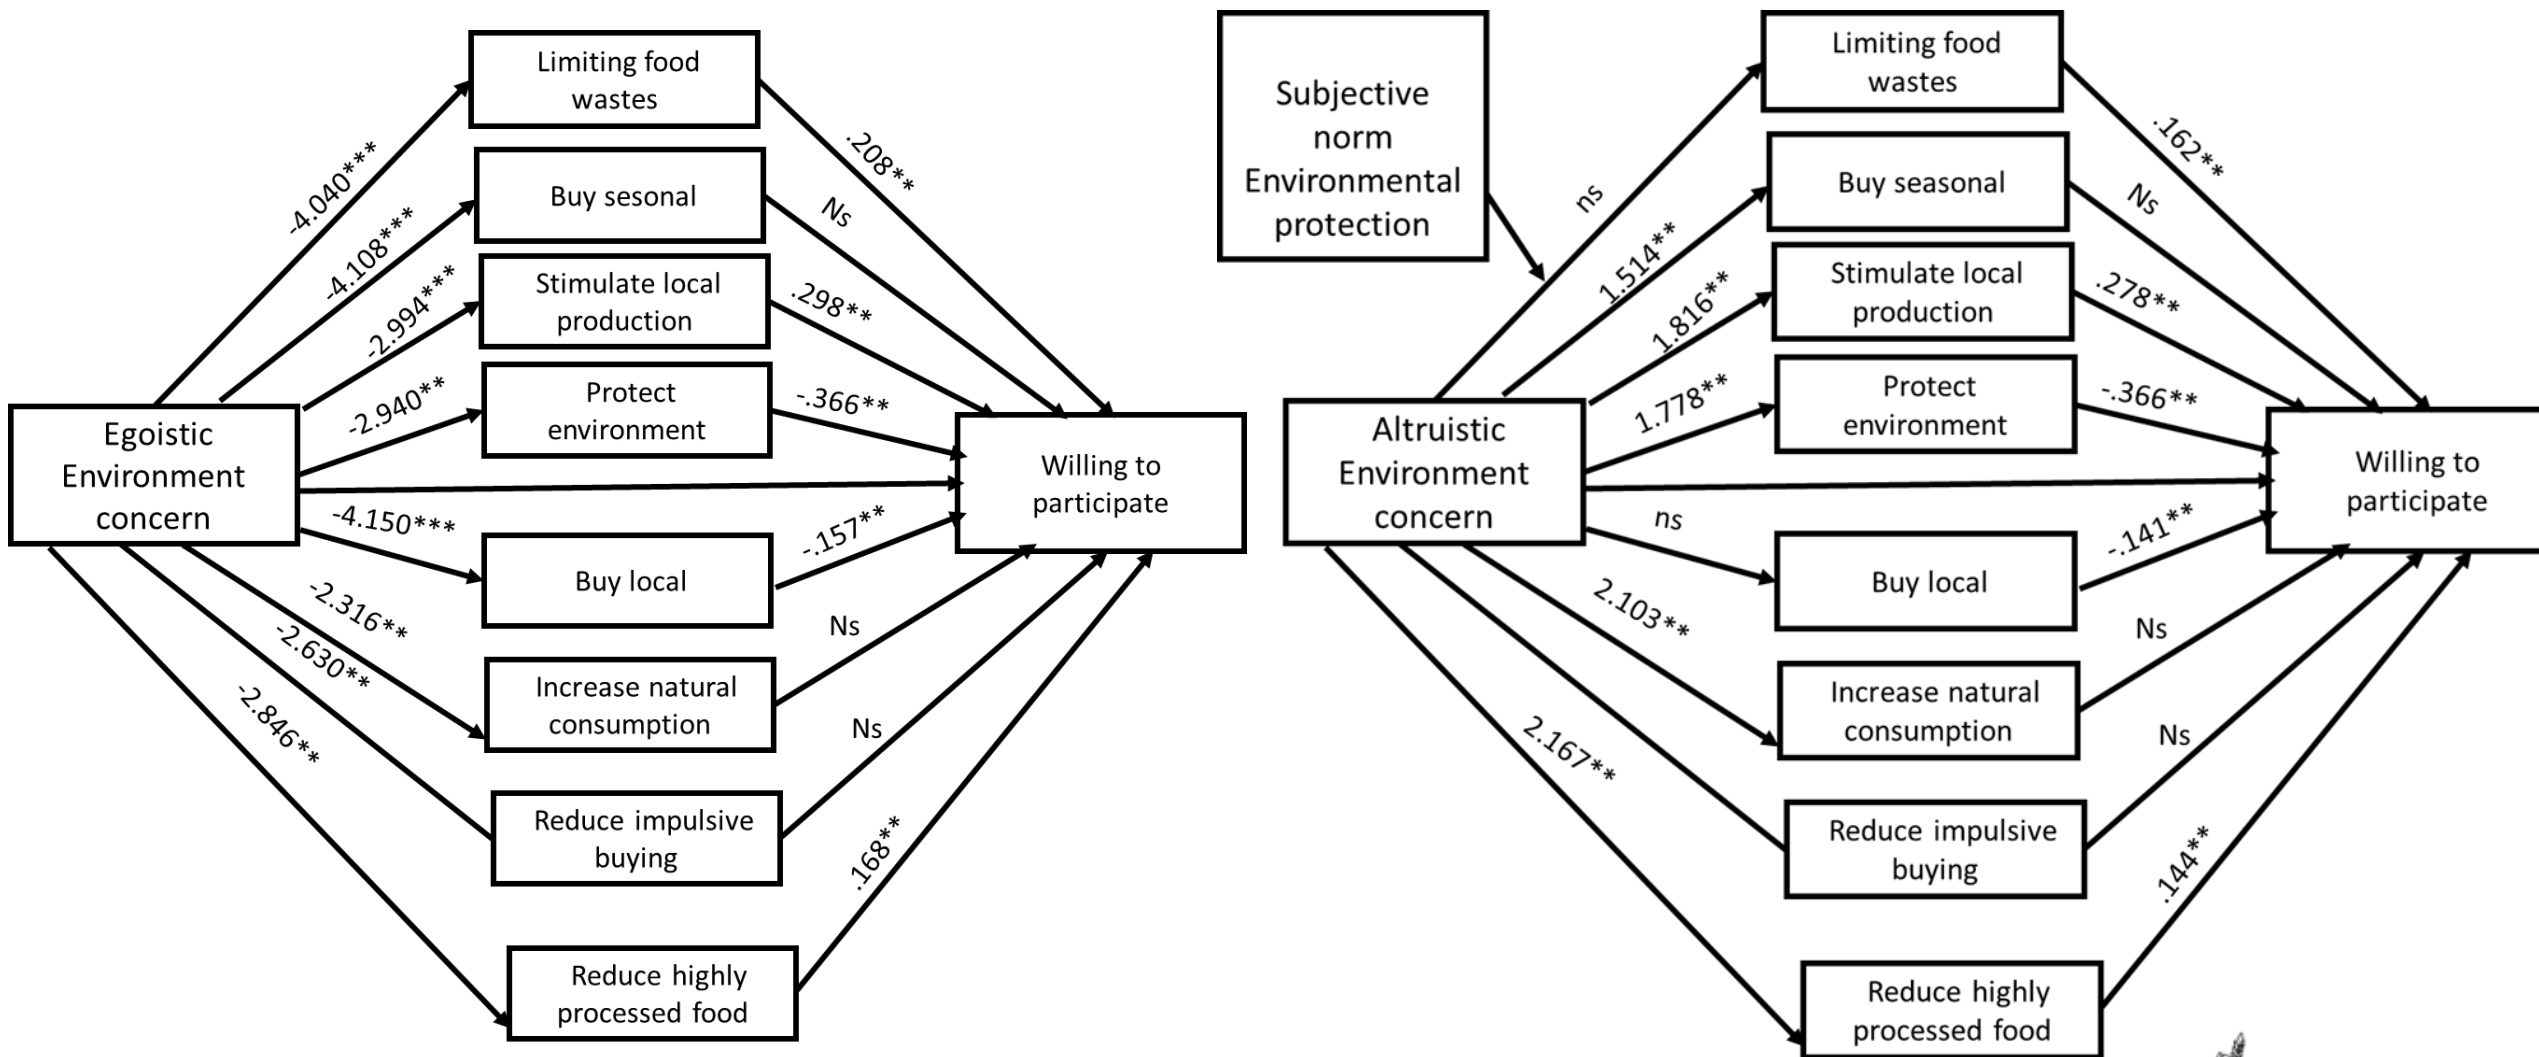 Limiting food
wastes
-4.040***
.208**
Buy sesonal
-4.108***
Ns
Stimulate local
production
-2.994***
.298**
Protect
environment
-2.940**
-.366**
Egoistic
Environment
concern
Willing to
participate
-4.150***
-.157**
Buy local
-2.316**
Ns
Increase natural
consumption
-2.630**
Ns
Reduce impulsive
buying
-2.846**
.168**
Reduce highly
processed food
Subjective
norm
Environmental
protection
Limiting food
wastes
ns
.162**
Buy seasonal
1.514**
Ns
Stimulate local
production
1.816**
.278**
Protect
environment
1.778**
-.366**
Altruistic
Environment
concern
Willing to
participate
ns
-.141**
Buy local
2.103**
Ns
Increase natural
consumption
Ns
Reduce impulsive
buying
2.167**
.144**
Reduce highly
processed food